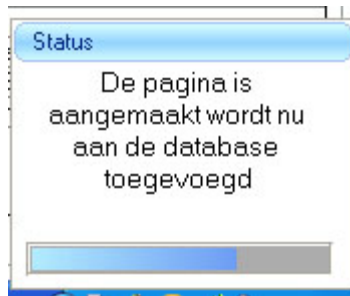 Status
De pagina is
aangemaakt wordt nu
aan de database
toegevoegd